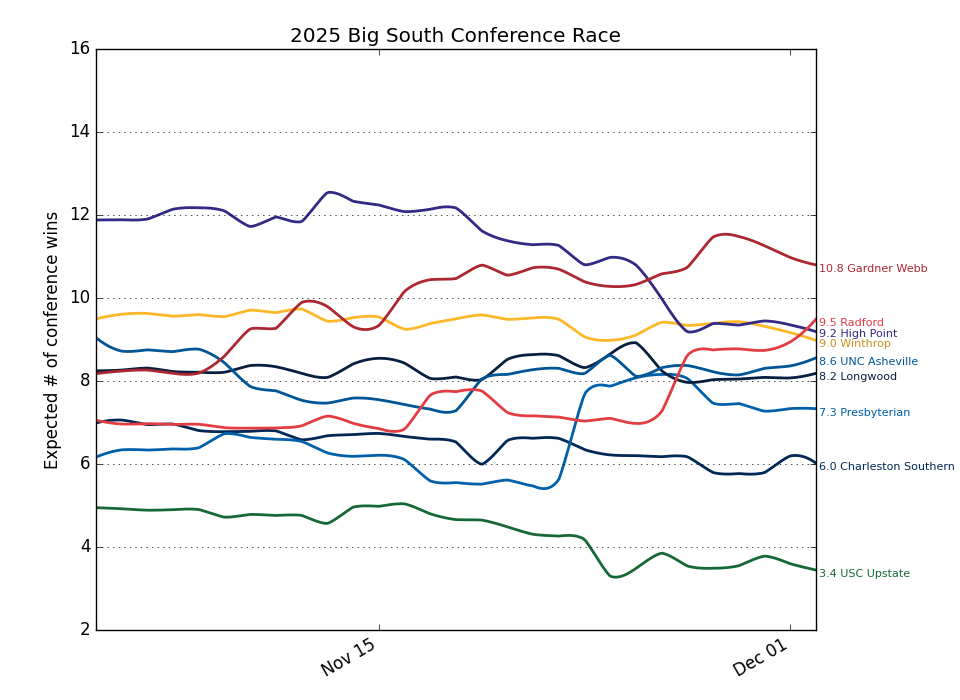 2025 Big South Conference Race
Expected # of conference wins
16
14
12
10
8
6
4
2
Nov 15
Dec 01
10.8 Gardner Webb
9.5 Radford
9.2 High Point
9.0 Winthrop
8.6 UNC Asheville
8.2 Longwood
7.3 Presbyterian
6.0 Charleston Southern
3.4 USC Upstate